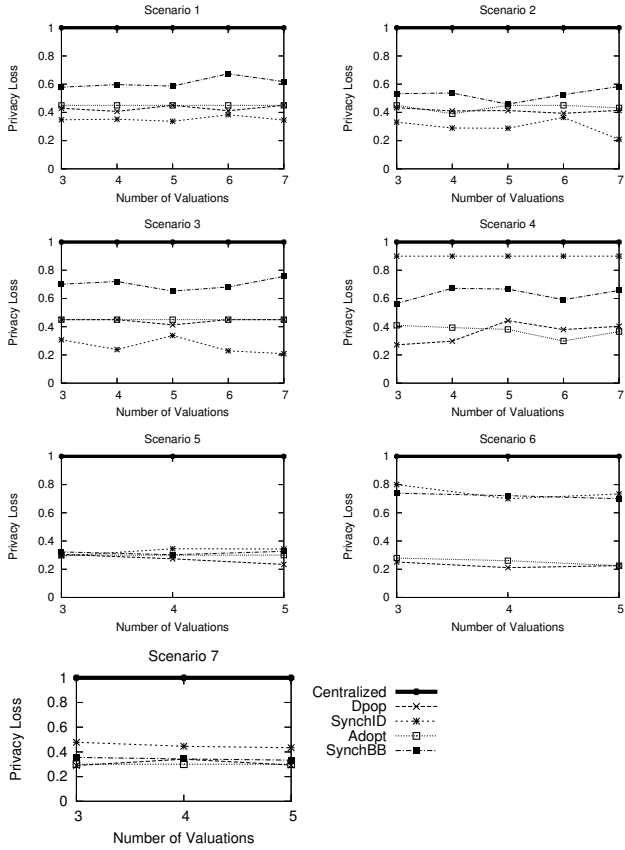 Scenario 1
Privacy Loss
1
0.8
0.6
0.4
0.2
0
3 4 5 6 7
Number of Valuations
Scenario 2
Privacy Loss
1
0.8
0.6
0.4
0.2
0
3 4 5 6 7
Number of Valuations
Scenario 3
Privacy Loss
1
0.8
0.6
0.4
0.2
0
3 4 5 6 7
Number of Valuations
Scenario 4
Privacy Loss
1
0.8
0.6
0.4
0.2
0
3 4 5 6 7
Number of Valuations
Scenario 5
Privacy Loss
1
0.8
0.6
0.4
0.2
0
3 4 5
Number of Valuations
Scenario 6
Privacy Loss
1
0.8
0.6
0.4
0.2
0
3 4 5
Number of Valuations
Scenario 7
Privacy Loss
1
0.8
0.6
0.4
0.2
0
3 4 5
Number of Valuations
Centralized
Dpop
SynchID
Adopt
SynchBB